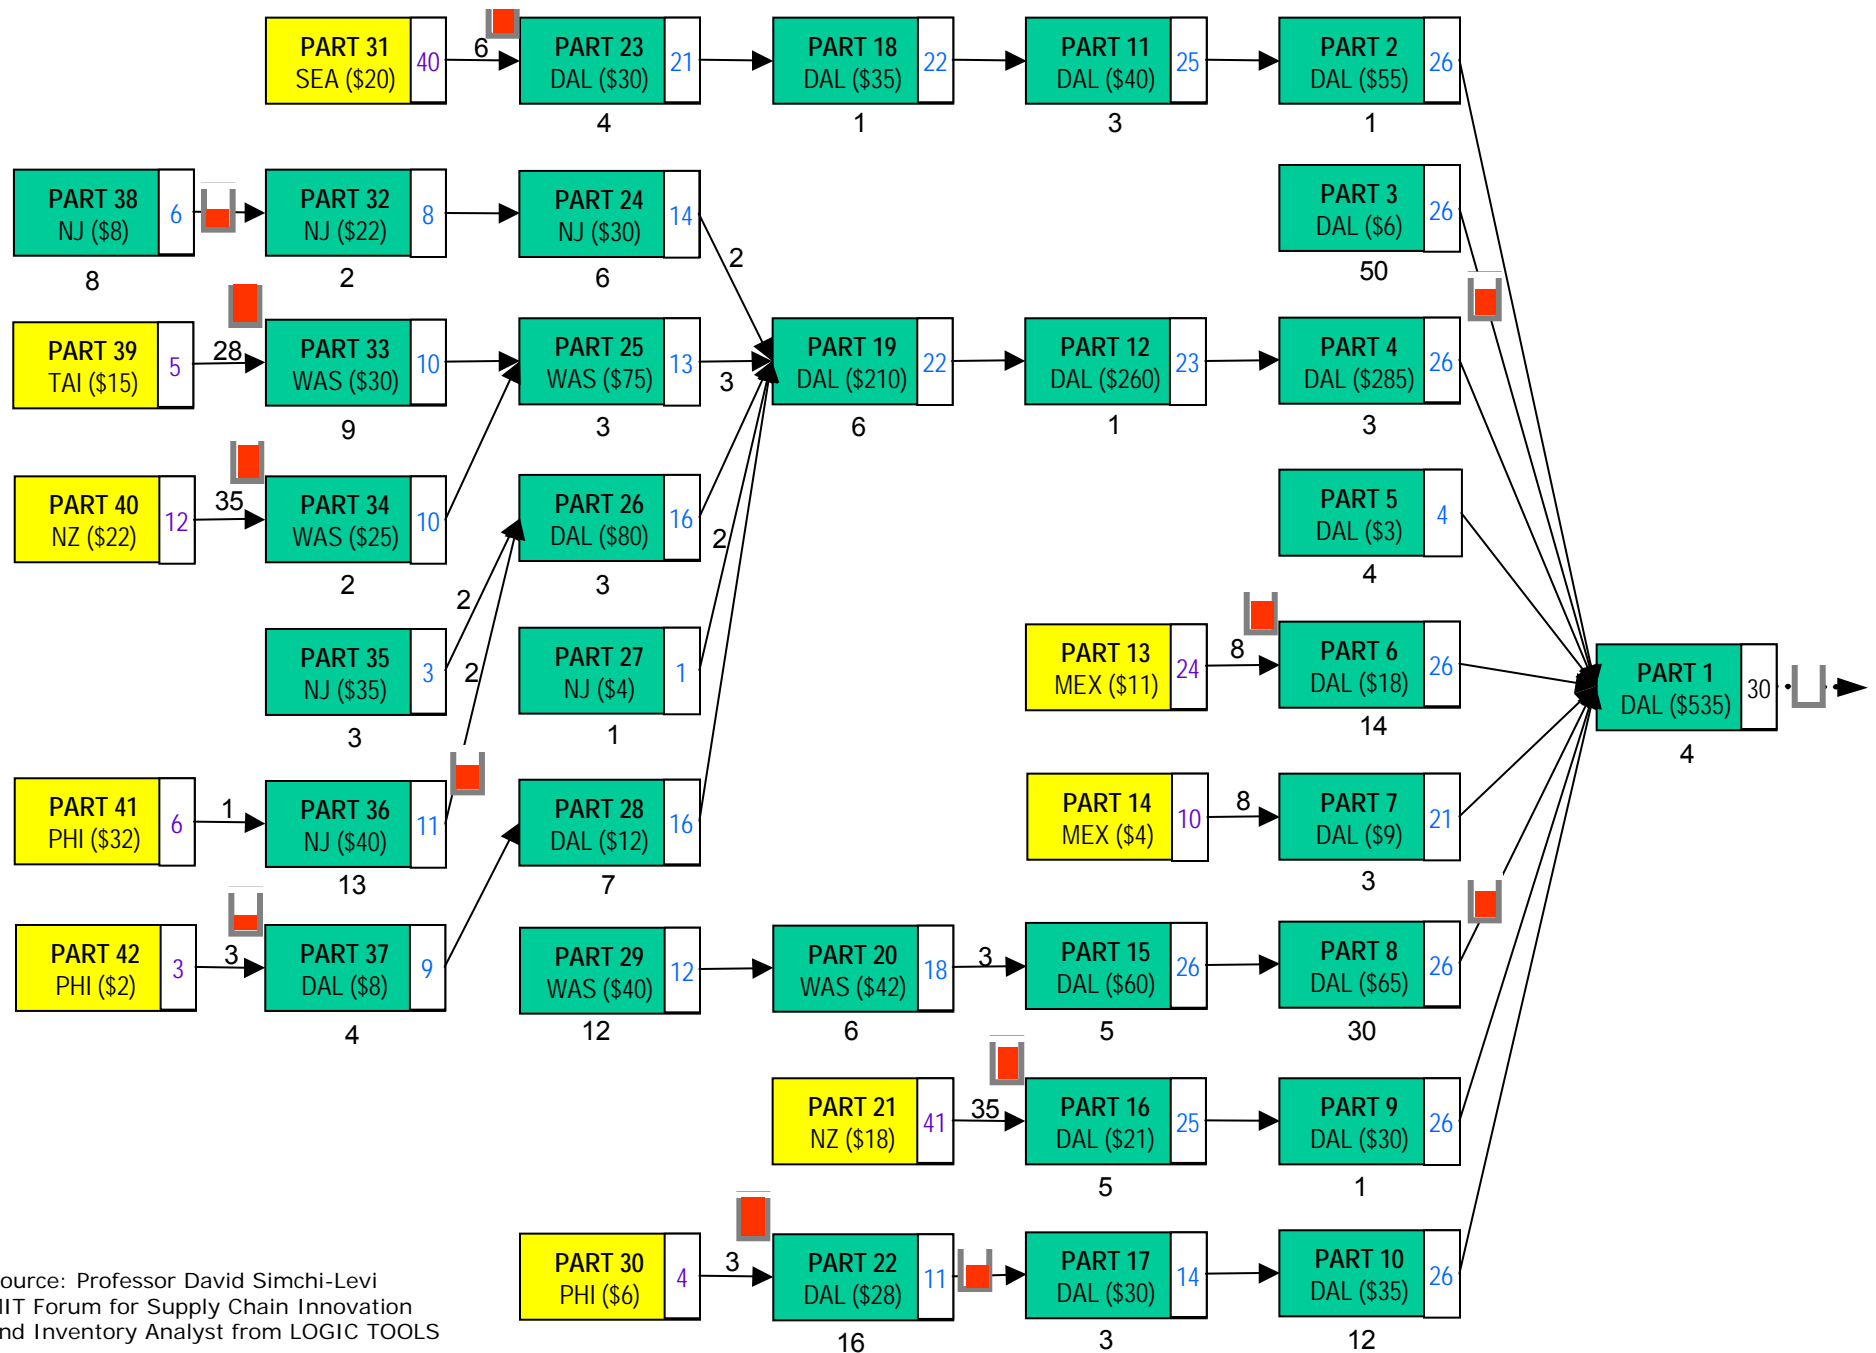 PART 31
SEA ($20)
40
6
PART 23
DAL ($30)
21
4
PART 18
DAL ($35)
22
1
PART 11
DAL ($40)
25
3
PART 2
DAL ($55)
26
1
PART 38
NJ ($8)
6
8
PART 32
NJ ($22)
8
2
PART 24
NJ ($30)
14
6
2
PART 3
DAL ($6)
26
50
PART 39
TAI ($15)
5
28
PART 33
WAS ($30)
10
9
PART 25
WAS ($75)
13
3
3
PART 19
DAL ($210)
22
6
PART 12
DAL ($260)
23
1
PART 4
DAL ($285)
26
3
PART 40
NZ ($22)
12
35
PART 34
WAS ($25)
10
2
PART 26
DAL ($80)
16
3
2
PART 5
DAL ($3)
4
4
PART 35
NJ ($35)
3
3
2
2
PART 27
NJ ($4)
1
1
PART 13
MEX ($11)
24
8
PART 6
DAL ($18)
26
14
PART 1
DAL ($535)
30
4
PART 41
PHI ($32)
6
1
PART 36
NJ ($40)
11
13
PART 28
DAL ($12)
16
7
PART 14
MEX ($4)
10
8
PART 7
DAL ($9)
21
3
PART 42
PHI ($2)
3
3
PART 37
DAL ($8)
9
4
PART 29
WAS ($40)
12
12
PART 20
WAS ($42)
18
6
3
PART 15
DAL ($60)
26
5
PART 8
DAL ($65)
26
30
PART 21
NZ ($18)
41
35
PART 16
DAL ($21)
25
5
PART 9
DAL ($30)
26
1
PART 30
PHI ($6)
4
3
PART 22
DAL ($28)
11
16
PART 17
DAL ($30)
14
3
PART 10
DAL ($35)
26
12
ource: Professor David Simchi-Levi
IIT Forum for Supply Chain Innovation
nd Inventory Analyst from LOGIC TOOLS